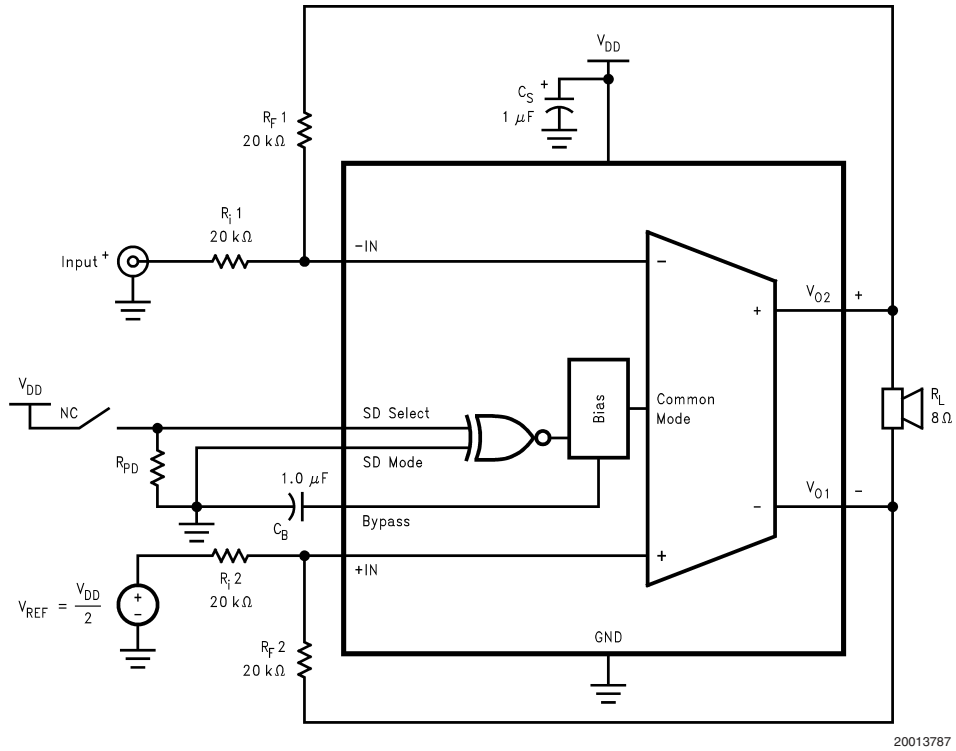 V_DD
C_S +
1 μF
R_F 1
20 kΩ
R_i 1
20 kΩ
Input +
-IN
−
V_O2 +
+
V_DD
NC
SD Select
Bias
Common
Mode
R_L
8 Ω
R_PD
SD Mode
1.0 μF
C_B
Bypass
V_O1 -
−
+IN
+
R_i 2
20 kΩ
V_REF = V_DD / 2
+
−
R_F 2
20 kΩ
GND
20013787